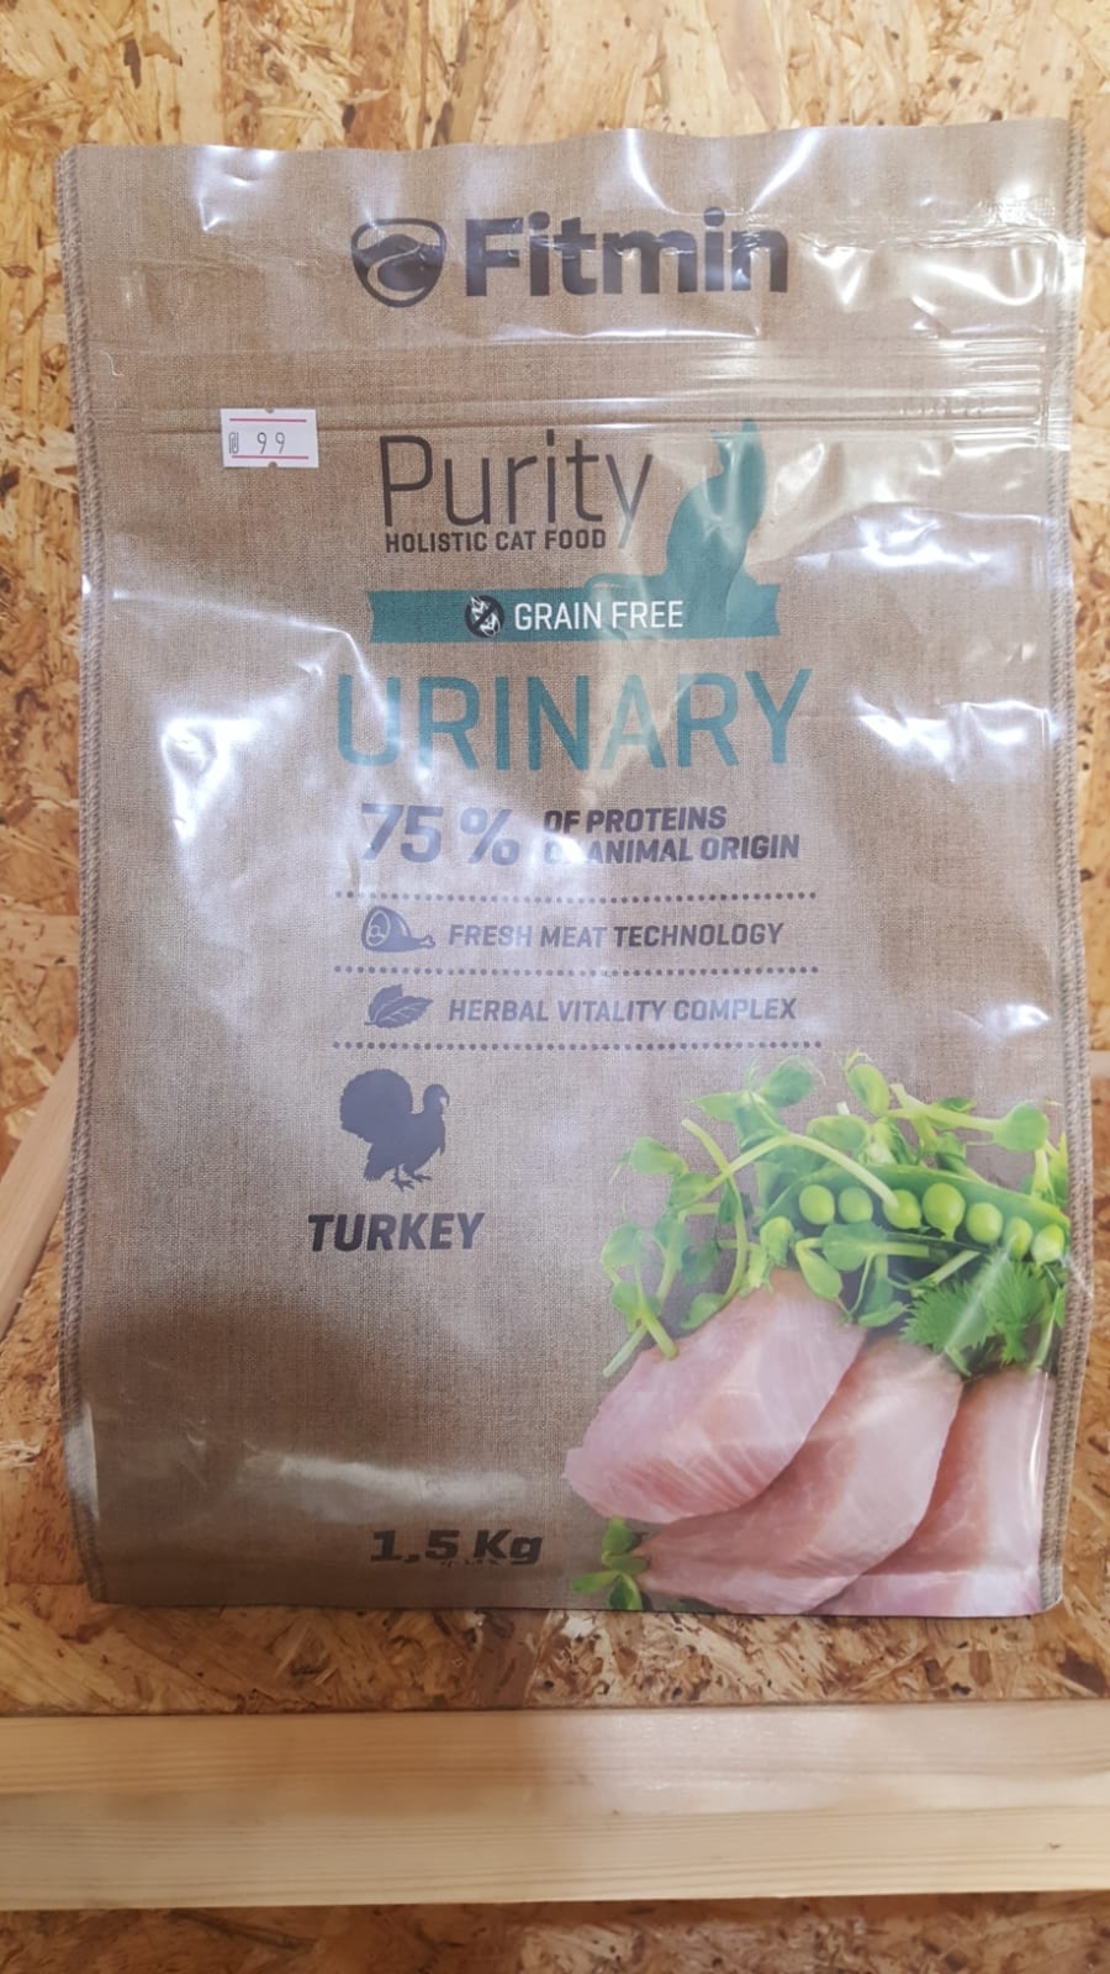 Fitmin
₪ 99
Purity
HOLISTIC CAT FOOD
GRAIN FREE
URINARY
75 % OF PROTEINS
OF ANIMAL ORIGIN
FRESH MEAT TECHNOLOGY
HERBAL VITALITY COMPLEX
TURKEY
1,5 Kg